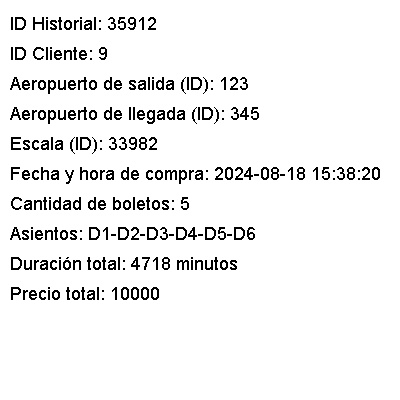 ID Historial: 35912
ID Cliente: 9
Aeropuerto de salida (ID): 123
Aeropuerto de llegada (ID): 345
Escala (ID): 33982
Fecha y hora de compra: 2024-08-18 15:38:20
Cantidad de boletos: 5
Asientos: D1-D2-D3-D4-D5-D6
Duración total: 4718 minutos
Precio total: 10000